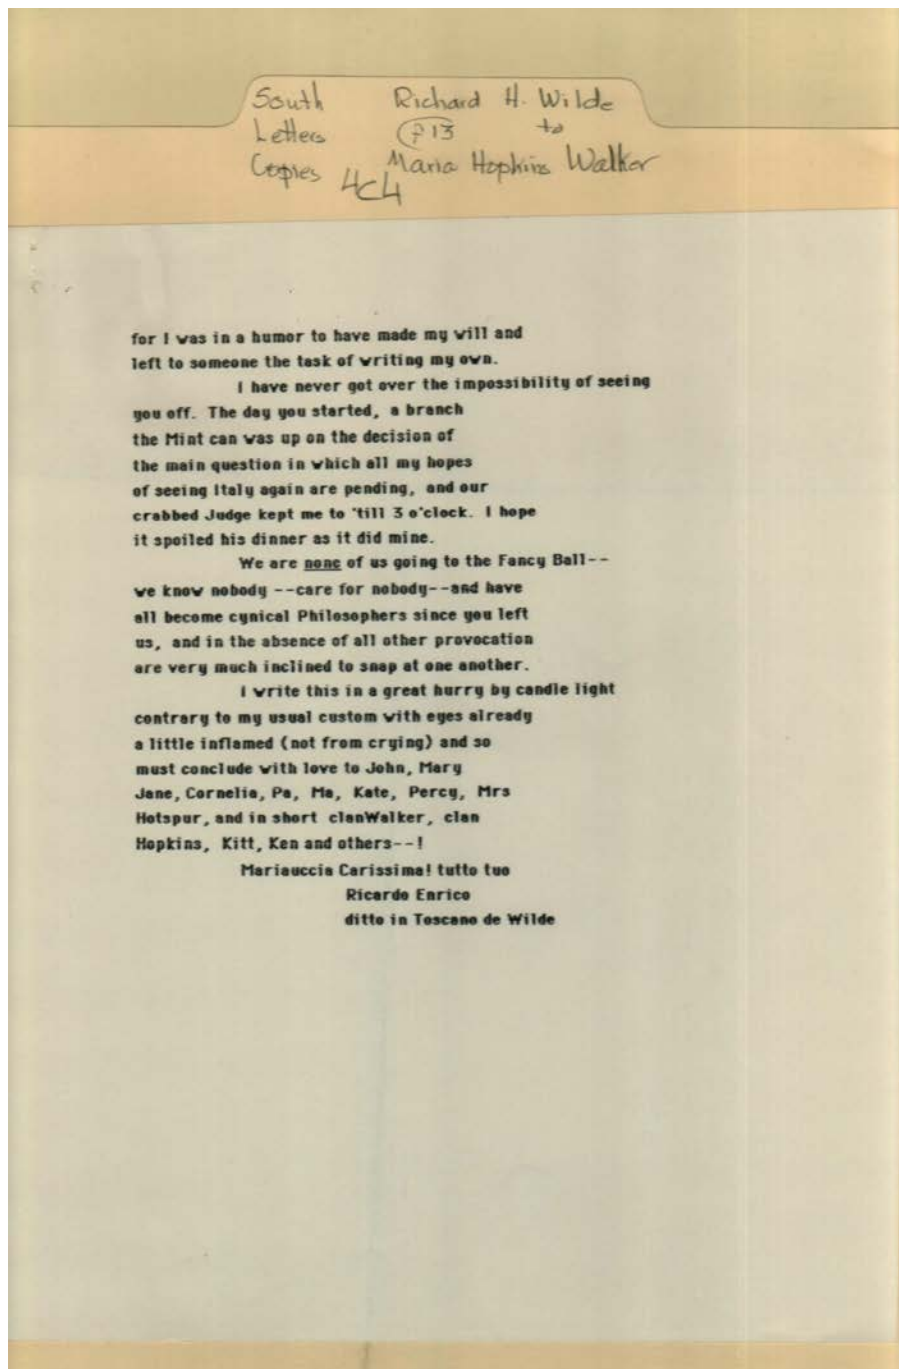 South Richard H. Wilde
Letters P13 to
Copies 4C4 Maria Hopkins Walker
for I was in a humor to have made my will and
left to someone the task of writing my own.
I have never got over the impossibility of seeing
you off. The day you started, a branch
the Mint can was up on the decision of
the main question in which all my hopes
of seeing Italy again are pending, and our
crabbed Judge kept me to 'till 3 o'clock. I hope
it spoiled his dinner as it did mine.
We are none of us going to the Fancy Ball--
we know nobody --care for nobody--and have
all become cynical Philosophers since you left
us, and in the absence of all other provocation
are very much inclined to snap at one another.
I write this in a great hurry by candle light
contrary to my usual custom with eyes already
a little inflamed (not from crying) and so
must conclude with love to John, Mary
Jane, Cornelia, Pa, Ma, Kate, Percy, Mrs
Hotspur, and in short clanWalker, clan
Hopkins, Kitt, Ken and others--!
Mariauccia Carissima! tutto tuo
Ricardo Enrico
ditto in Toscano de Wilde